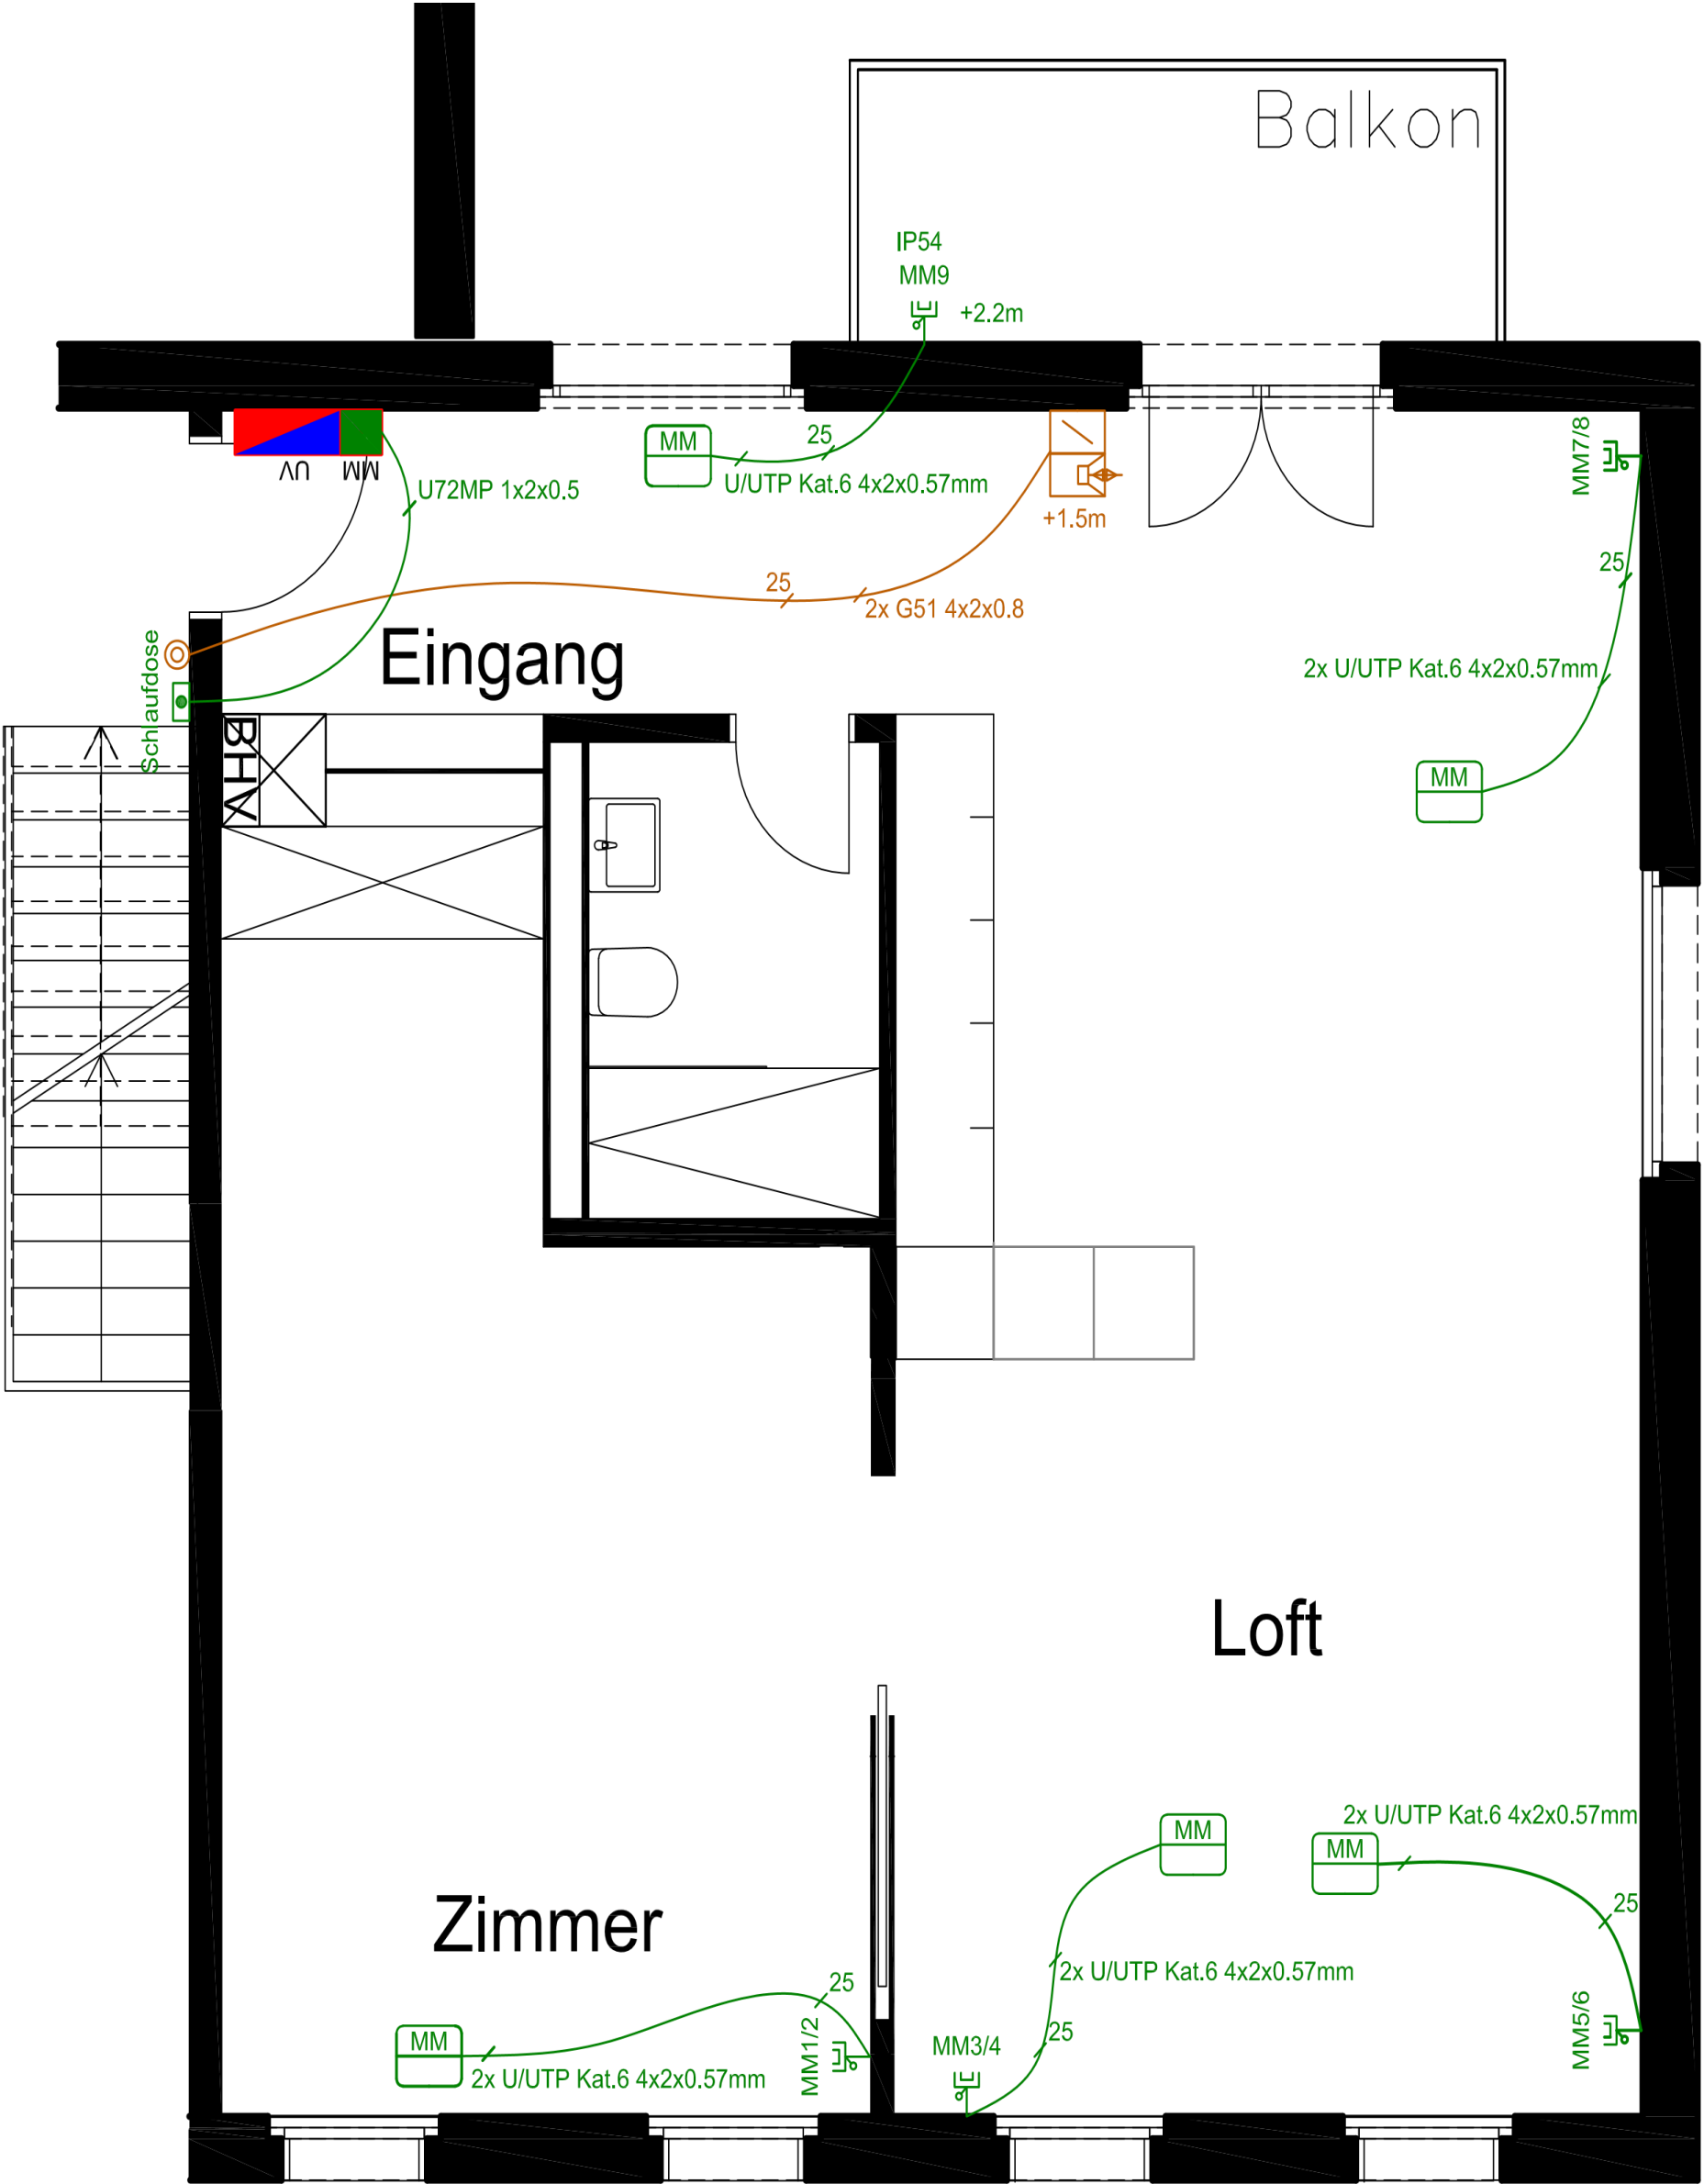 Balkon
IP54
MM9
+2.2m
MM
25
U/UTP Kat.6 4x2x0.57mm
UV
MM
U72MP 1x2x0.5
+1.5m
MM7/8
25
25
2x G51 4x2x0.8
Schlaufdose
Eingang
2x U/UTP Kat.6 4x2x0.57mm
BHV
MM
Loft
2x U/UTP Kat.6 4x2x0.57mm
MM
MM
25
Zimmer
2x U/UTP Kat.6 4x2x0.57mm
25
MM1/2
MM3/4
25
MM5/6
MM
2x U/UTP Kat.6 4x2x0.57mm